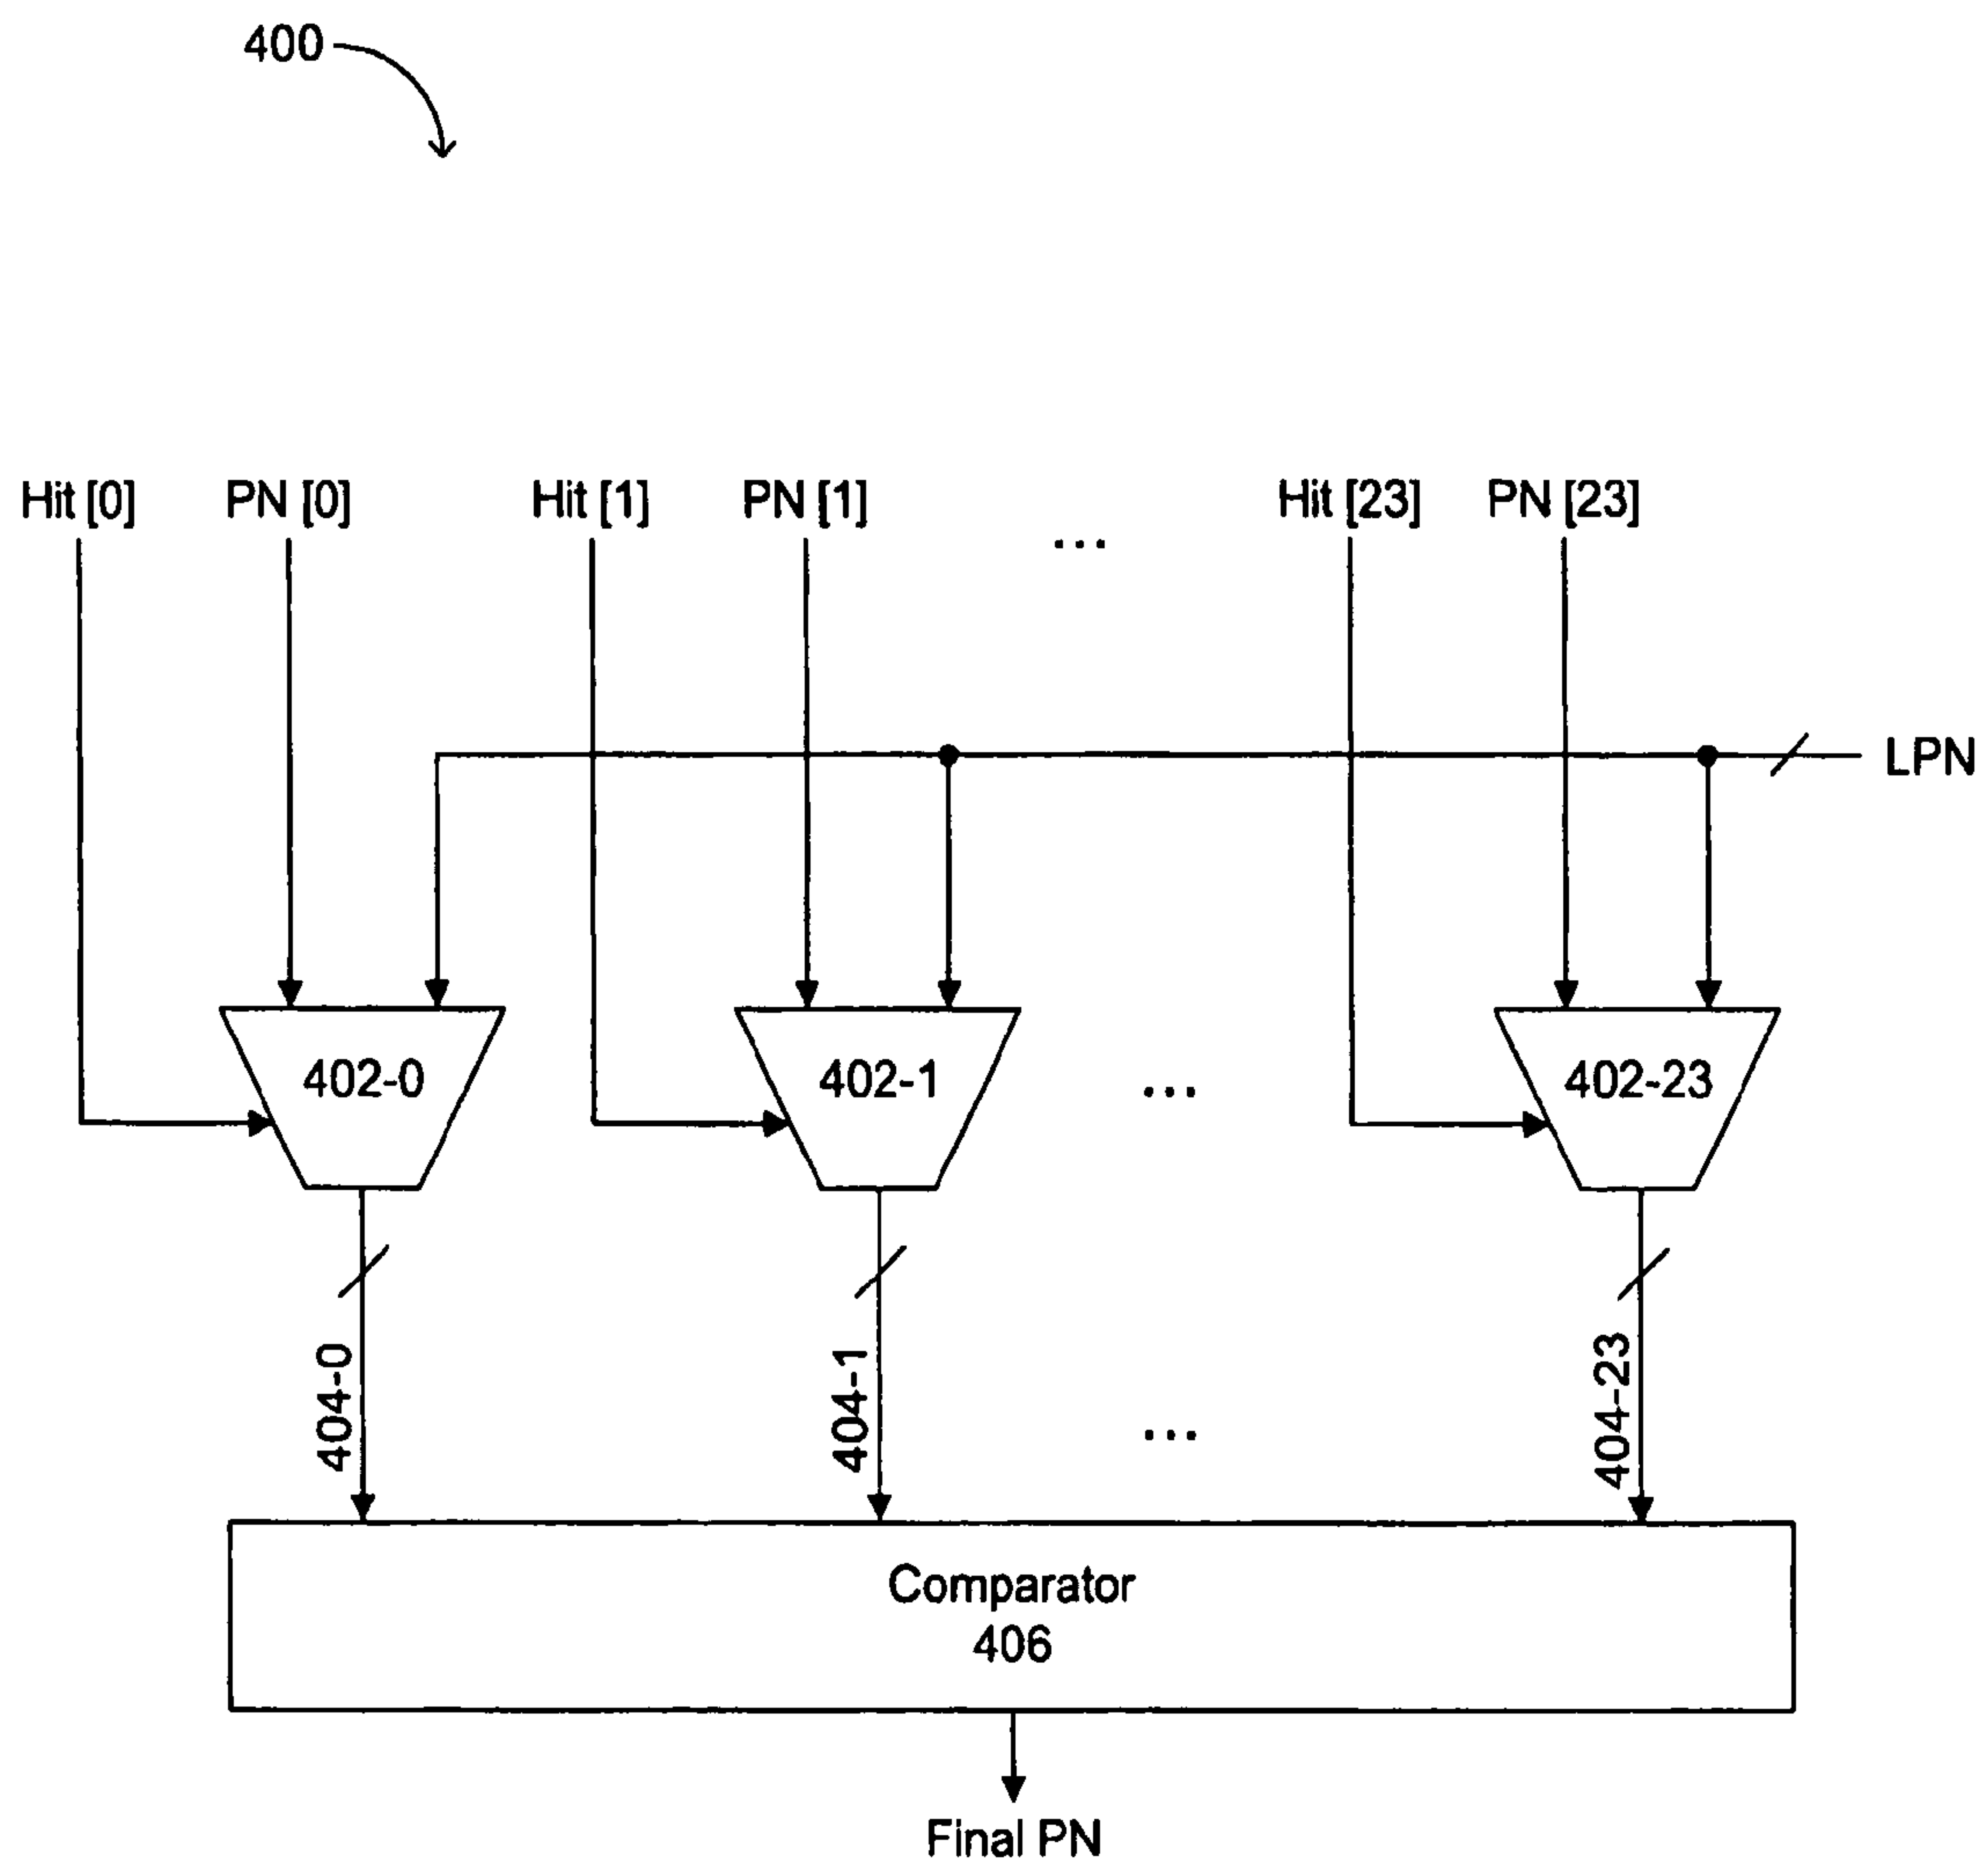 400
Hit [0] PN [0] Hit [1] PN [1] ... Hit [23] PN [23]
LPN
402-0 402-1 ... 402-23
404-0 404-1 ... 404-23
Comparator
406
Final PN